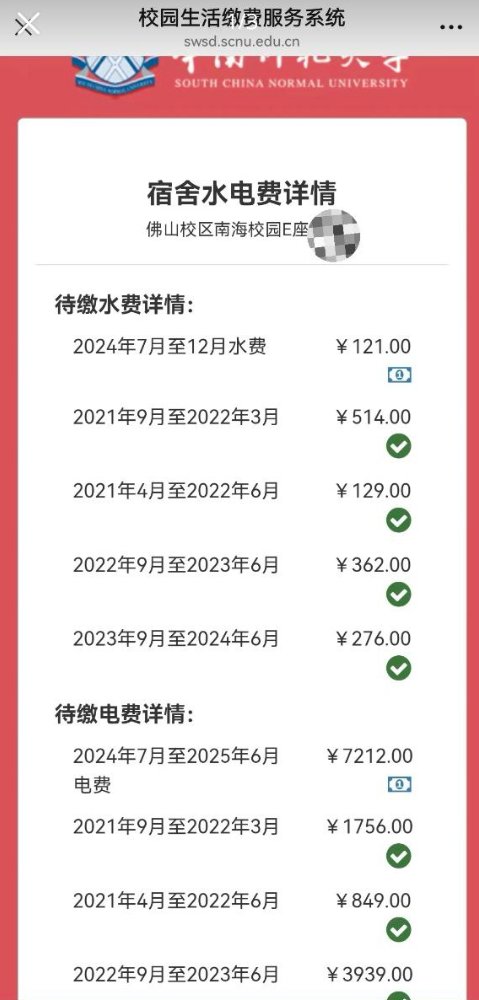 校园生活缴费服务系统
swsd.scnu.edu.cn
SOUTH CHINA NORMAL UNIVERSITY
宿舍水电费详情
佛山校区南海校园E座
待缴水费详情：
2024年7月至12月水费
￥121.00
2021年9月至2022年3月
￥514.00
2021年4月至2022年6月
￥129.00
2022年9月至2023年6月
￥362.00
2023年9月至2024年6月
￥276.00
待缴电费详情：
2024年7月至2025年6月
￥7212.00
电费
2021年9月至2022年3月
￥1756.00
2021年4月至2022年6月
￥849.00
2022年9月至2023年6月
￥3939.00